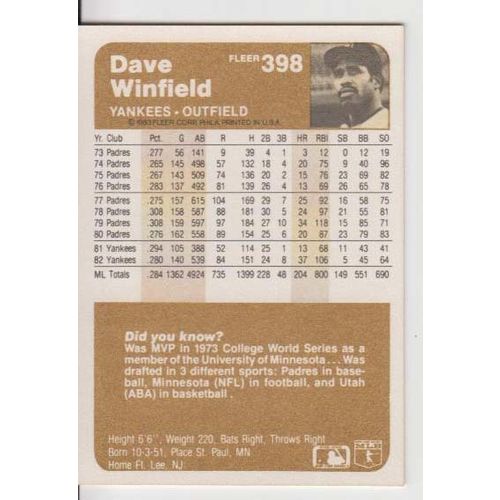 Dave
Winfield
FLEER 398
YANKEES • OUTFIELD
© 1983 FLEER CORP. PHILA. PRINTED IN U.S.A.
Yr. Club Pct. G AB R H 2B 3B HR RBI SB BB SO
73 Padres .277 56 141 9 39 4 1 3 12 0 12 19
74 Padres .265 145 498 57 132 18 4 20 75 9 40 96
75 Padres .267 143 509 74 136 20 2 15 76 23 69 82
76 Padres .283 137 492 81 139 26 4 13 69 26 65 78
77 Padres .275 157 615 104 169 29 7 25 92 16 58 75
78 Padres .308 158 587 88 181 30 5 24 97 21 55 81
79 Padres .308 159 597 97 184 27 10 34 118 15 85 71
80 Padres .276 162 558 89 154 25 6 20 87 23 79 83
81 Yankees .294 105 388 52 114 25 1 13 68 11 43 41
82 Yankees .280 140 539 84 151 24 8 37 106 5 45 64
ML Totals .284 1362 4924 735 1399 228 48 204 800 149 551 690
Did you know?
Was MVP in 1973 College World Series as a
member of the University of Minnesota... Was
drafted in 3 different sports: Padres in base-
ball, Minnesota (NFL) in football, and Utah
(ABA) in basketball.
Height 6'6", Weight 220, Bats Right, Throws Right
Born 10-3-51, Place St. Paul, MN
Home Ft. Lee, NJ